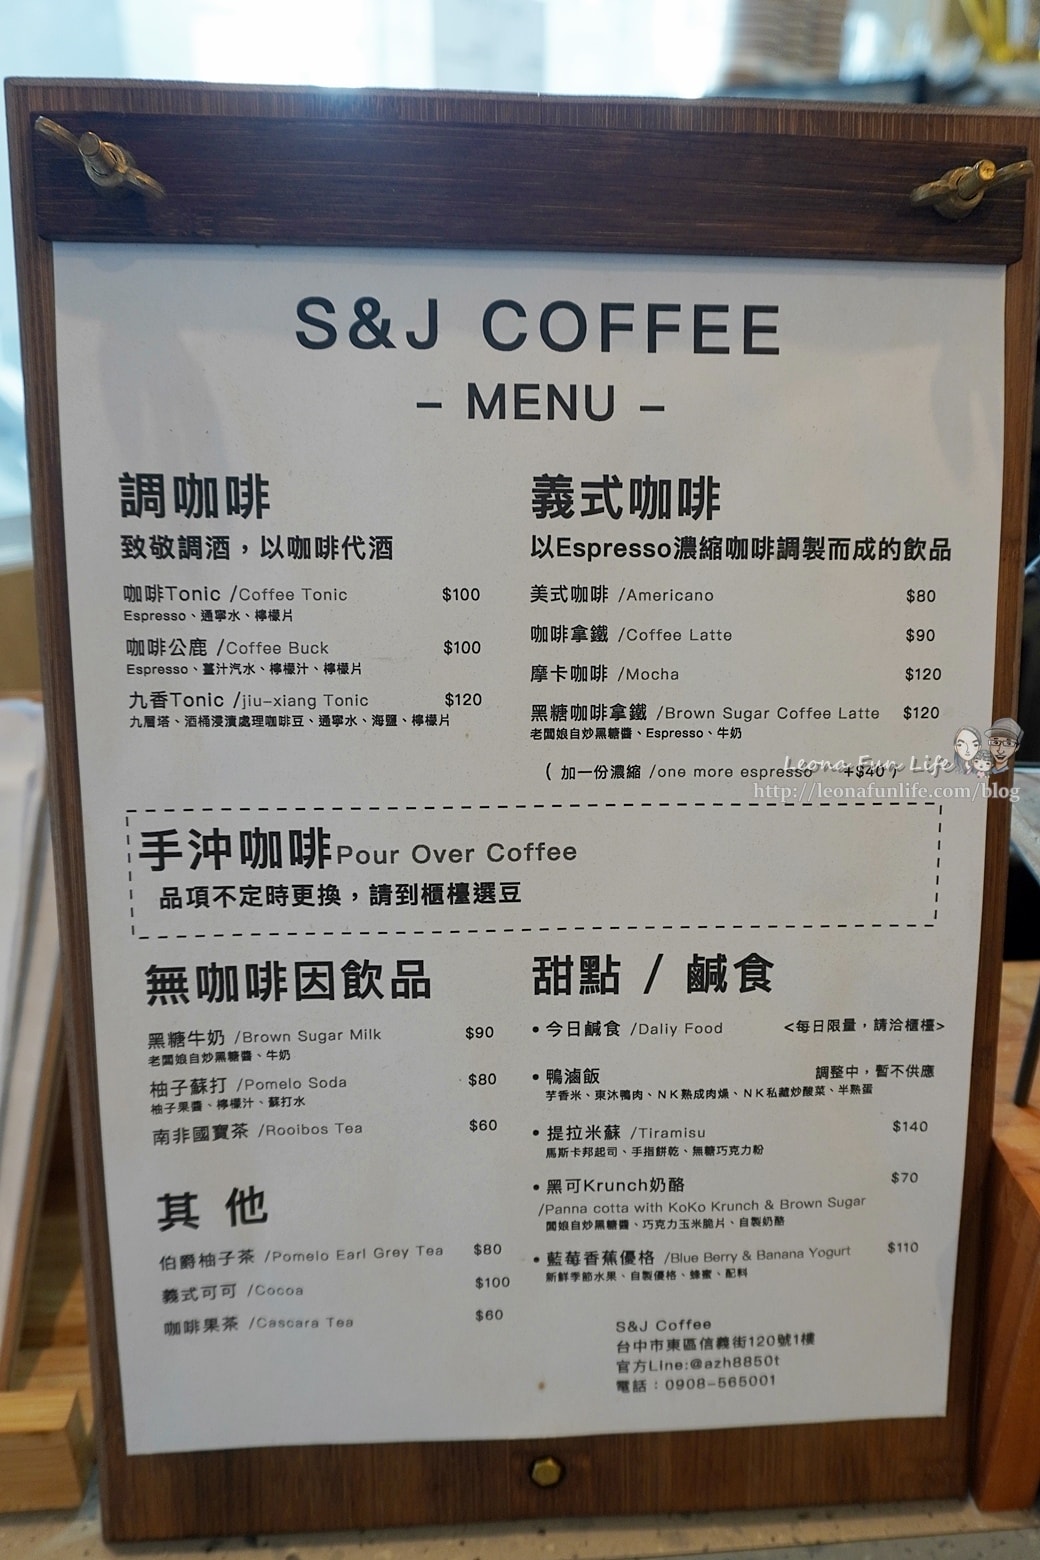 S&J COFFEE
– MENU –
調咖啡
致敬調酒，以咖啡代酒
咖啡Tonic /Coffee Tonic $100
Espresso、通寧水、檸檬片
咖啡公鹿 /Coffee Buck $100
Espresso、薑汁汽水、檸檬汁、檸檬片
九香Tonic /jiu-xiang Tonic $120
九層塔、酒桶浸漬處理咖啡豆、通寧水、海鹽、檸檬片
義式咖啡
以Espresso濃縮咖啡調製而成的飲品
美式咖啡 /Americano $80
咖啡拿鐵 /Coffee Latte $90
摩卡咖啡 /Mocha $120
黑糖咖啡拿鐵 /Brown Sugar Coffee Latte $120
老闆娘自炒黑糖醬、Espresso、牛奶
( 加一份濃縮 /one more espresso +$40 )
Leona Fun Life
http://leonafunlife.com/blog
手沖咖啡Pour Over Coffee
品項不定時更換，請到櫃檯選豆
無咖啡因飲品
黑糖牛奶 /Brown Sugar Milk $90
老闆娘自炒黑糖醬、牛奶
柚子蘇打 /Pomelo Soda $80
柚子果醬、檸檬汁、蘇打水
南非國寶茶 /Rooibos Tea $60
其 他
伯爵柚子茶 /Pomelo Earl Grey Tea $80
義式可可 /Cocoa $100
咖啡果茶 /Cascara Tea $60
甜點 / 鹹食
•今日鹹食 /Daliy Food <每日限量，請洽櫃檯>
•鴨滷飯 調整中，暫不供應
芋香米、東沐鴨肉、NK熟成肉燥、NK私藏炒酸菜、半熟蛋
•提拉米蘇 /Tiramisu $140
馬斯卡邦起司、手指餅乾、無糖巧克力粉
•黑可Krunch奶酪 $70
/Panna cotta with KoKo Krunch & Brown Sugar
闆娘自炒黑糖醬、巧克力玉米脆片、自製奶酪
•藍莓香蕉優格 /Blue Berry & Banana Yogurt $110
新鮮季節水果、自製優格、蜂蜜、配料
S&J Coffee
台中市東區信義街120號1樓
官方Line:@azh8850t
電話：0908-565001